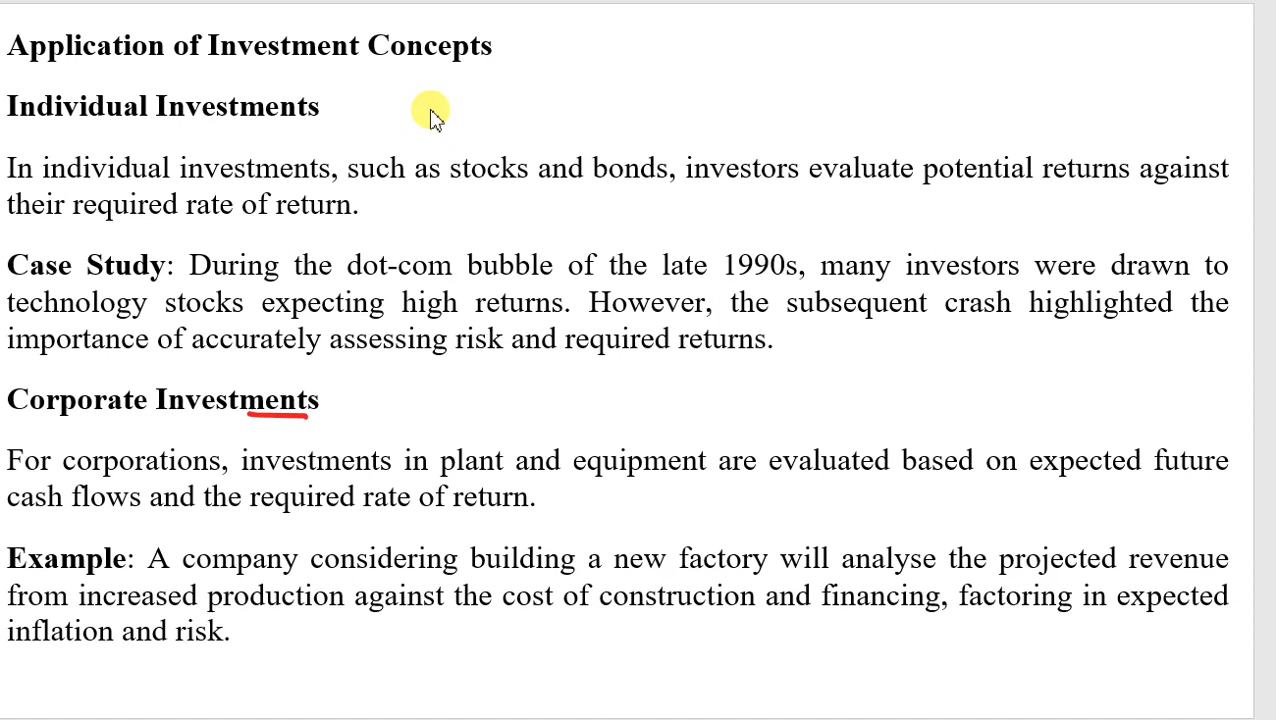 Application of Investment Concepts
Individual Investments
In individual investments, such as stocks and bonds, investors evaluate potential returns against
their required rate of return.
Case Study: During the dot-com bubble of the late 1990s, many investors were drawn to
technology stocks expecting high returns. However, the subsequent crash highlighted the
importance of accurately assessing risk and required returns.
Corporate Investments
For corporations, investments in plant and equipment are evaluated based on expected future
cash flows and the required rate of return.
Example: A company considering building a new factory will analyse the projected revenue
from increased production against the cost of construction and financing, factoring in expected
inflation and risk.